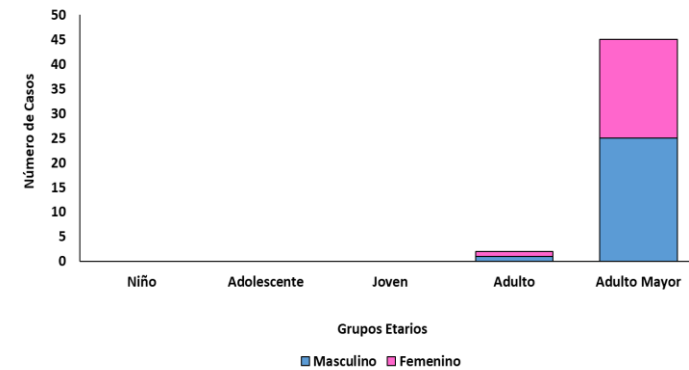 50
45
40
35
30
25
20
15
10
5
0
Número de Casos
Niño Adolescente Joven Adulto Adulto Mayor
Grupos Etarios
Masculino Femenino